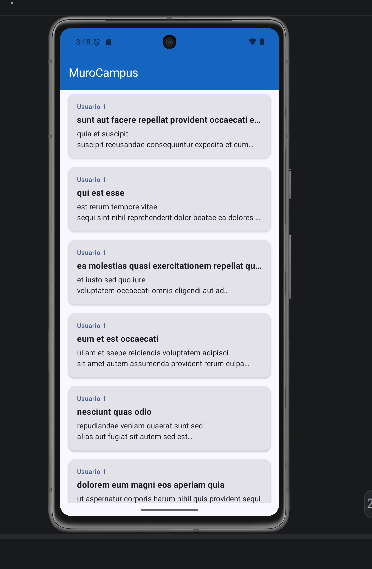 3:48
MuroCampus
Usuario 1
sunt aut facere repellat provident occaecati e...
quia et suscipit
suscipit recusandae consequuntur expedita et cum...
Usuario 1
qui est esse
est rerum tempore vitae
sequi sint nihil reprehenderit dolor beatae ea dolores ...
Usuario 1
ea molestias quasi exercitationem repellat qu...
et iusto sed quo iure
voluptatem occaecati omnis eligendi aut ad...
Usuario 1
eum et est occaecati
ullam et saepe reiciendis voluptatem adipisci
sit amet autem assumenda provident rerum culpa...
Usuario 1
nesciunt quas odio
repudiandae veniam quaerat sunt sed
alias aut fugiat sit autem sed est...
Usuario 1
dolorem eum magni eos aperiam quia
ut aspernatur corporis harum nihil quis provident sequi
2